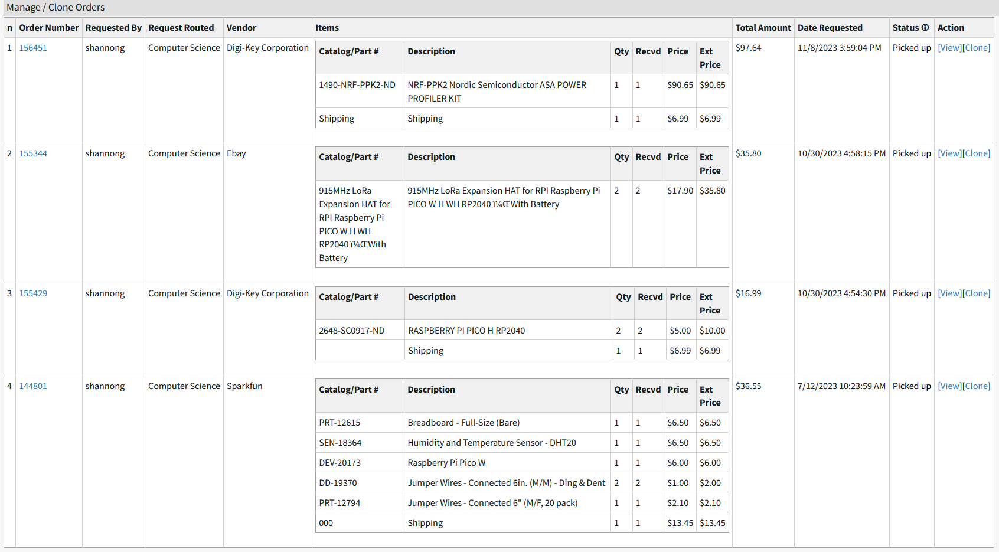 Manage / Clone Orders
n Order Number Requested By Request Routed Vendor Items Total Amount Date Requested Status Action
1 156451 shannong Computer Science Digi-Key Corporation $97.64 11/8/2023 3:59:04 PM Picked up [View][Clone]
Catalog/Part # Description Qty Recvd Price Ext
Price
1490-NRF-PPK2-ND NRF-PPK2 Nordic Semiconductor ASA POWER 1 1 $90.65 $90.65
PROFILER KIT
Shipping Shipping 1 1 $6.99 $6.99
2 155344 shannong Computer Science Ebay $35.80 10/30/2023 4:58:15 PM Picked up [View][Clone]
Catalog/Part # Description Qty Recvd Price Ext
Price
915MHz LoRa 915MHz LoRa Expansion HAT for RPI Raspberry Pi 2 2 $17.90 $35.80
Expansion HAT for PICO W H WH RP2040 ï¼ŒWith Battery
RPI Raspberry Pi
PICO W H WH
RP2040 ï¼ŒWith
Battery
3 155429 shannong Computer Science Digi-Key Corporation $16.99 10/30/2023 4:54:30 PM Picked up [View][Clone]
Catalog/Part # Description Qty Recvd Price Ext
Price
2648-SC0917-ND RASPBERRY PI PICO H RP2040 2 2 $5.00 $10.00
Shipping 1 1 $6.99 $6.99
4 144801 shannong Computer Science Sparkfun $36.55 7/12/2023 10:23:59 AM Picked up [View][Clone]
Catalog/Part # Description Qty Recvd Price Ext
Price
PRT-12615 Breadboard - Full-Size (Bare) 1 1 $6.50 $6.50
SEN-18364 Humidity and Temperature Sensor - DHT20 1 1 $6.50 $6.50
DEV-20173 Raspberry Pi Pico W 1 1 $6.00 $6.00
DD-19370 Jumper Wires - Connected 6in. (M/M) - Ding & Dent 2 2 $1.00 $2.00
PRT-12794 Jumper Wires - Connected 6" (M/F, 20 pack) 1 1 $2.10 $2.10
000 Shipping 1 1 $13.45 $13.45